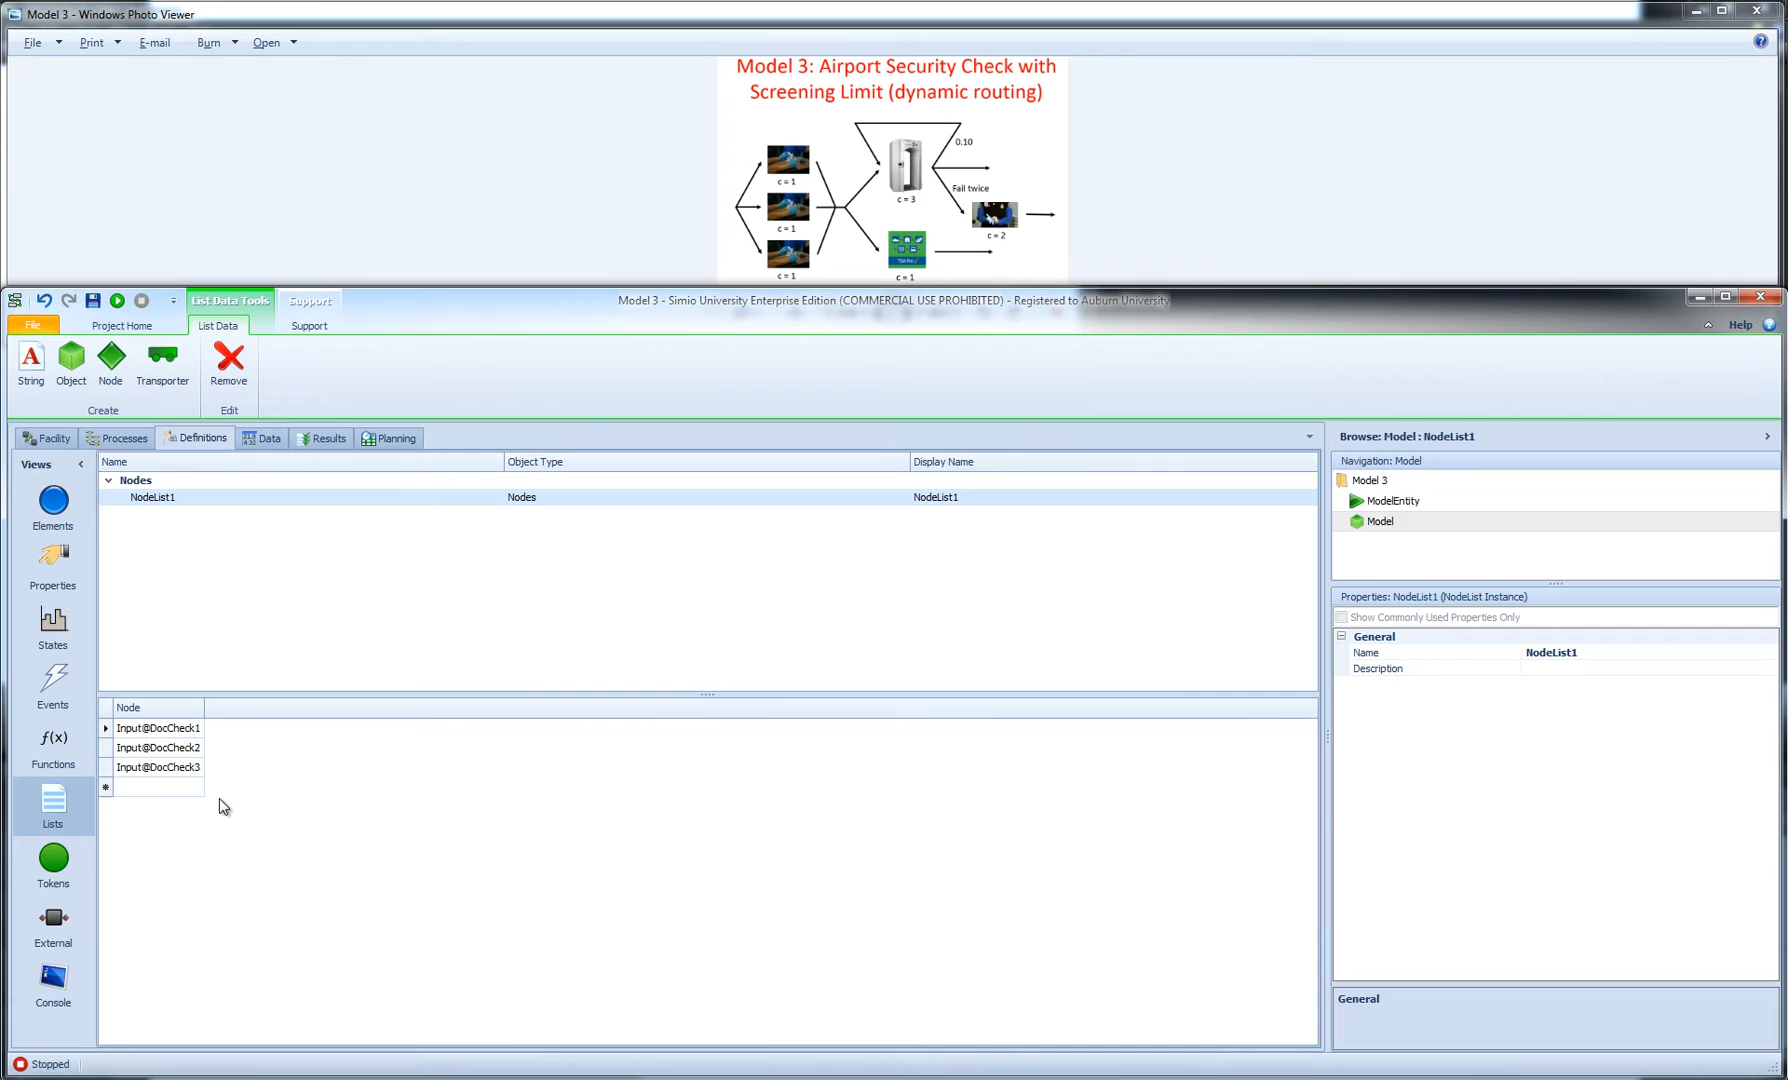 Model 3 - Windows Photo Viewer
File Print E-mail Burn Open
Model 3: Airport Security Check with
Screening Limit (dynamic routing)
0.10
c = 1
Fail twice
c = 3
c = 1
c = 2
c = 1
c = 1
List Data Tools Support Model 3 - Simio University Enterprise Edition (COMMERCIAL USE PROHIBITED) - Registered to Auburn University
File Project Home List Data Support Help
String Object Node Transporter Remove
Create Edit
Facility Processes Definitions Data Results Planning
Browse: Model : NodeList1
Views
Name Object Type Display Name
Nodes
NodeList1 Nodes NodeList1
Elements
Properties
States
Events
f(x)
Functions
Lists
Tokens
External
Console
Node
Input@DocCheck1
Input@DocCheck2
Input@DocCheck3
Navigation: Model
Model 3
ModelEntity
Model
Properties: NodeList1 (NodeList Instance)
Show Commonly Used Properties Only
General
Name NodeList1
Description
General
Stopped